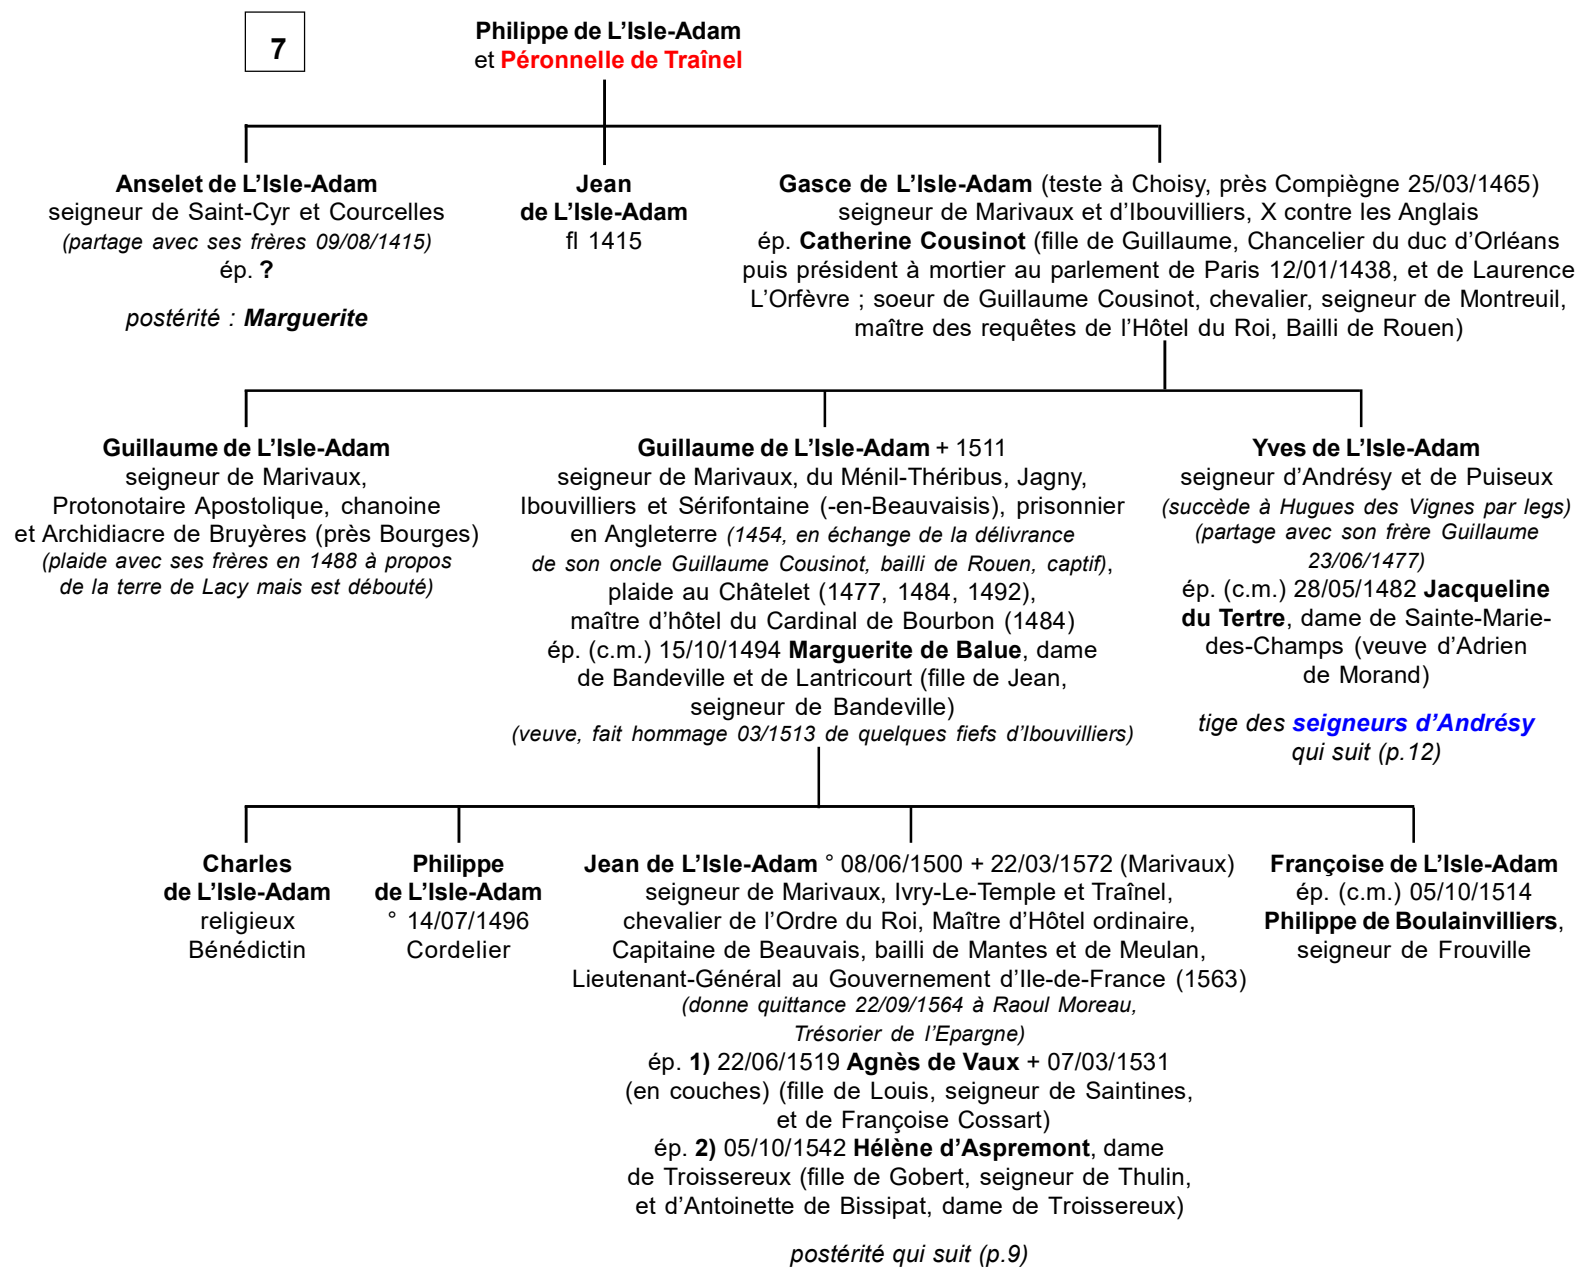 7
Philippe de L’Isle-Adam
et Péronnelle de Traînel
Anselet de L’Isle-Adam
seigneur de Saint-Cyr et Courcelles
(partage avec ses frères 09/08/1415)
ép. ?
postérité : Marguerite
Jean
de L’Isle-Adam
fl 1415
Gasce de L’Isle-Adam (teste à Choisy, près Compiègne 25/03/1465)
seigneur de Marivaux et d’Ibouvilliers, X contre les Anglais
ép. Catherine Cousinot (fille de Guillaume, Chancelier du duc d’Orléans
puis président à mortier au parlement de Paris 12/01/1438, et de Laurence
L’Orfèvre ; soeur de Guillaume Cousinot, chevalier, seigneur de Montreuil,
maître des requêtes de l’Hôtel du Roi, Bailli de Rouen)
Guillaume de L’Isle-Adam
seigneur de Marivaux,
Protonotaire Apostolique, chanoine
et Archidiacre de Bruyères (près Bourges)
(plaide avec ses frères en 1488 à propos
de la terre de Lacy mais est débouté)
Guillaume de L’Isle-Adam + 1511
seigneur de Marivaux, du Ménil-Théribus, Jagny,
Ibouvilliers et Sérifontaine (-en-Beauvaisis), prisonnier
en Angleterre (1454, en échange de la délivrance
de son oncle Guillaume Cousinot, bailli de Rouen, captif),
plaide au Châtelet (1477, 1484, 1492),
maître d’hôtel du Cardinal de Bourbon (1484)
ép. (c.m.) 15/10/1494 Marguerite de Balue, dame
de Bandeville et de Lantricourt (fille de Jean,
seigneur de Bandeville)
(veuve, fait hommage 03/1513 de quelques fiefs d’Ibouvilliers)
Yves de L’Isle-Adam
seigneur d’Andrésy et de Puiseux
(succède à Hugues des Vignes par legs)
(partage avec son frère Guillaume
23/06/1477)
ép. (c.m.) 28/05/1482 Jacqueline
du Tertre, dame de Sainte-Marie-
des-Champs (veuve d’Adrien
de Morand)
tige des seigneurs d’Andrésy
qui suit (p.12)
Charles
de L’Isle-Adam
religieux
Bénédictin
Philippe
de L’Isle-Adam
° 14/07/1496
Cordelier
Jean de L’Isle-Adam ° 08/06/1500 + 22/03/1572 (Marivaux)
seigneur de Marivaux, Ivry-Le-Temple et Traînel,
chevalier de l’Ordre du Roi, Maître d’Hôtel ordinaire,
Capitaine de Beauvais, bailli de Mantes et de Meulan,
Lieutenant-Général au Gouvernement d’Ile-de-France (1563)
(donne quittance 22/09/1564 à Raoul Moreau,
Trésorier de l’Epargne)
ép. 1) 22/06/1519 Agnès de Vaux + 07/03/1531
(en couches) (fille de Louis, seigneur de Saintines,
et de Françoise Cossart)
ép. 2) 05/10/1542 Hélène d’Aspremont, dame
de Troissereux (fille de Gobert, seigneur de Thulin,
et d’Antoinette de Bissipat, dame de Troissereux)
postérité qui suit (p.9)
Françoise de L’Isle-Adam
ép. (c.m.) 05/10/1514
Philippe de Boulainvilliers,
seigneur de Frouville